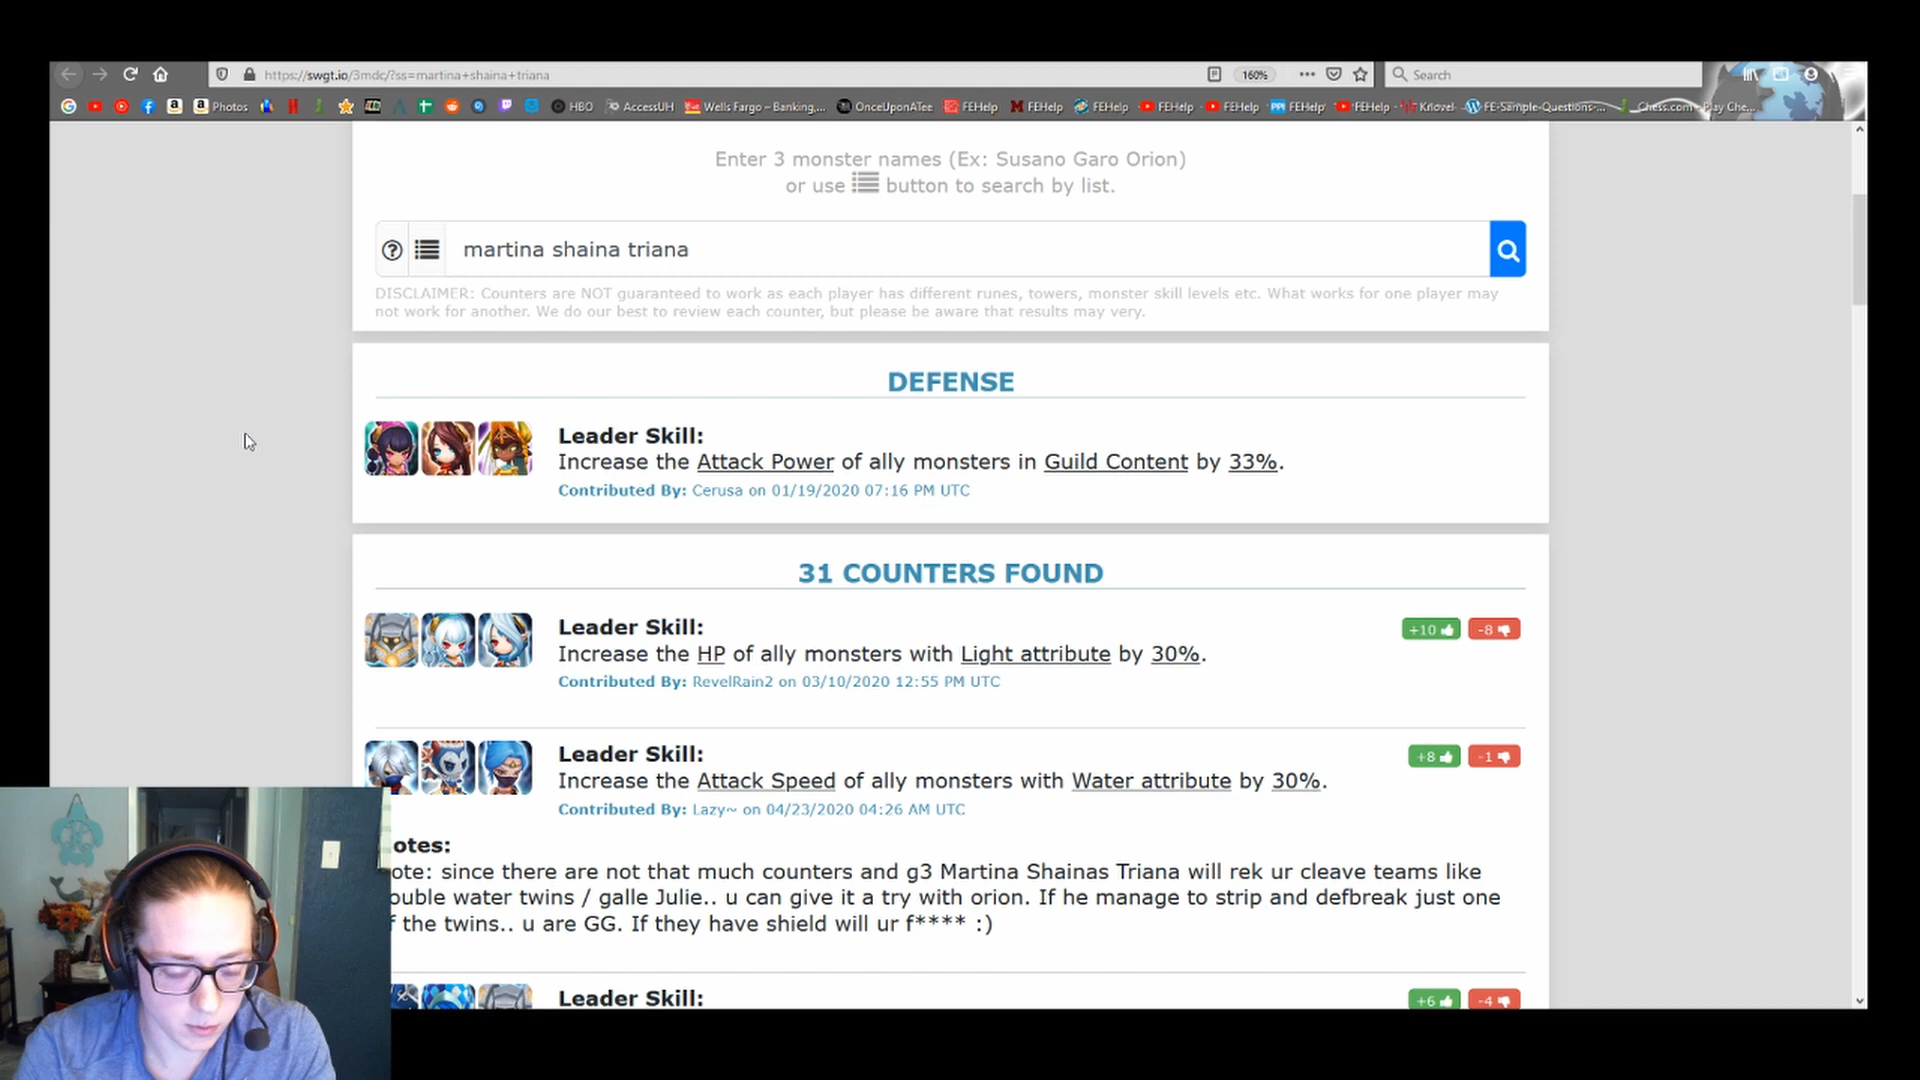 https://swgt.io/3mdc/?ss=martina+shaina+triana
160%
Search
Photos
HBO
AccessUH
Wells Fargo – Banking,...
OnceUponATee
FEHelp
FEHelp
FEHelp
FEHelp
FEHelp
PPI FEHelp
FEHelp
Knovel
FE-Sample-Questions-...
Chess.com - Play Che...
Enter 3 monster names (Ex: Susano Garo Orion)
or use button to search by list.
martina shaina triana
DISCLAIMER: Counters are NOT guaranteed to work as each player has different runes, towers, monster skill levels etc. What works for one player may
not work for another. We do our best to review each counter, but please be aware that results may very.
DEFENSE
Leader Skill:
Increase the Attack Power of ally monsters in Guild Content by 33%.
Contributed By: Cerusa on 01/19/2020 07:16 PM UTC
31 COUNTERS FOUND
Leader Skill:
+10 -8
Increase the HP of ally monsters with Light attribute by 30%.
Contributed By: RevelRain2 on 03/10/2020 12:55 PM UTC
Leader Skill:
+8 -1
Increase the Attack Speed of ally monsters with Water attribute by 30%.
Contributed By: Lazy~ on 04/23/2020 04:26 AM UTC
otes:
ote: since there are not that much counters and g3 Martina Shainas Triana will rek ur cleave teams like
ouble water twins / galle Julie.. u can give it a try with orion. If he manage to strip and defbreak just one
f the twins.. u are GG. If they have shield will ur f**** :)
Leader Skill:
+6 -4